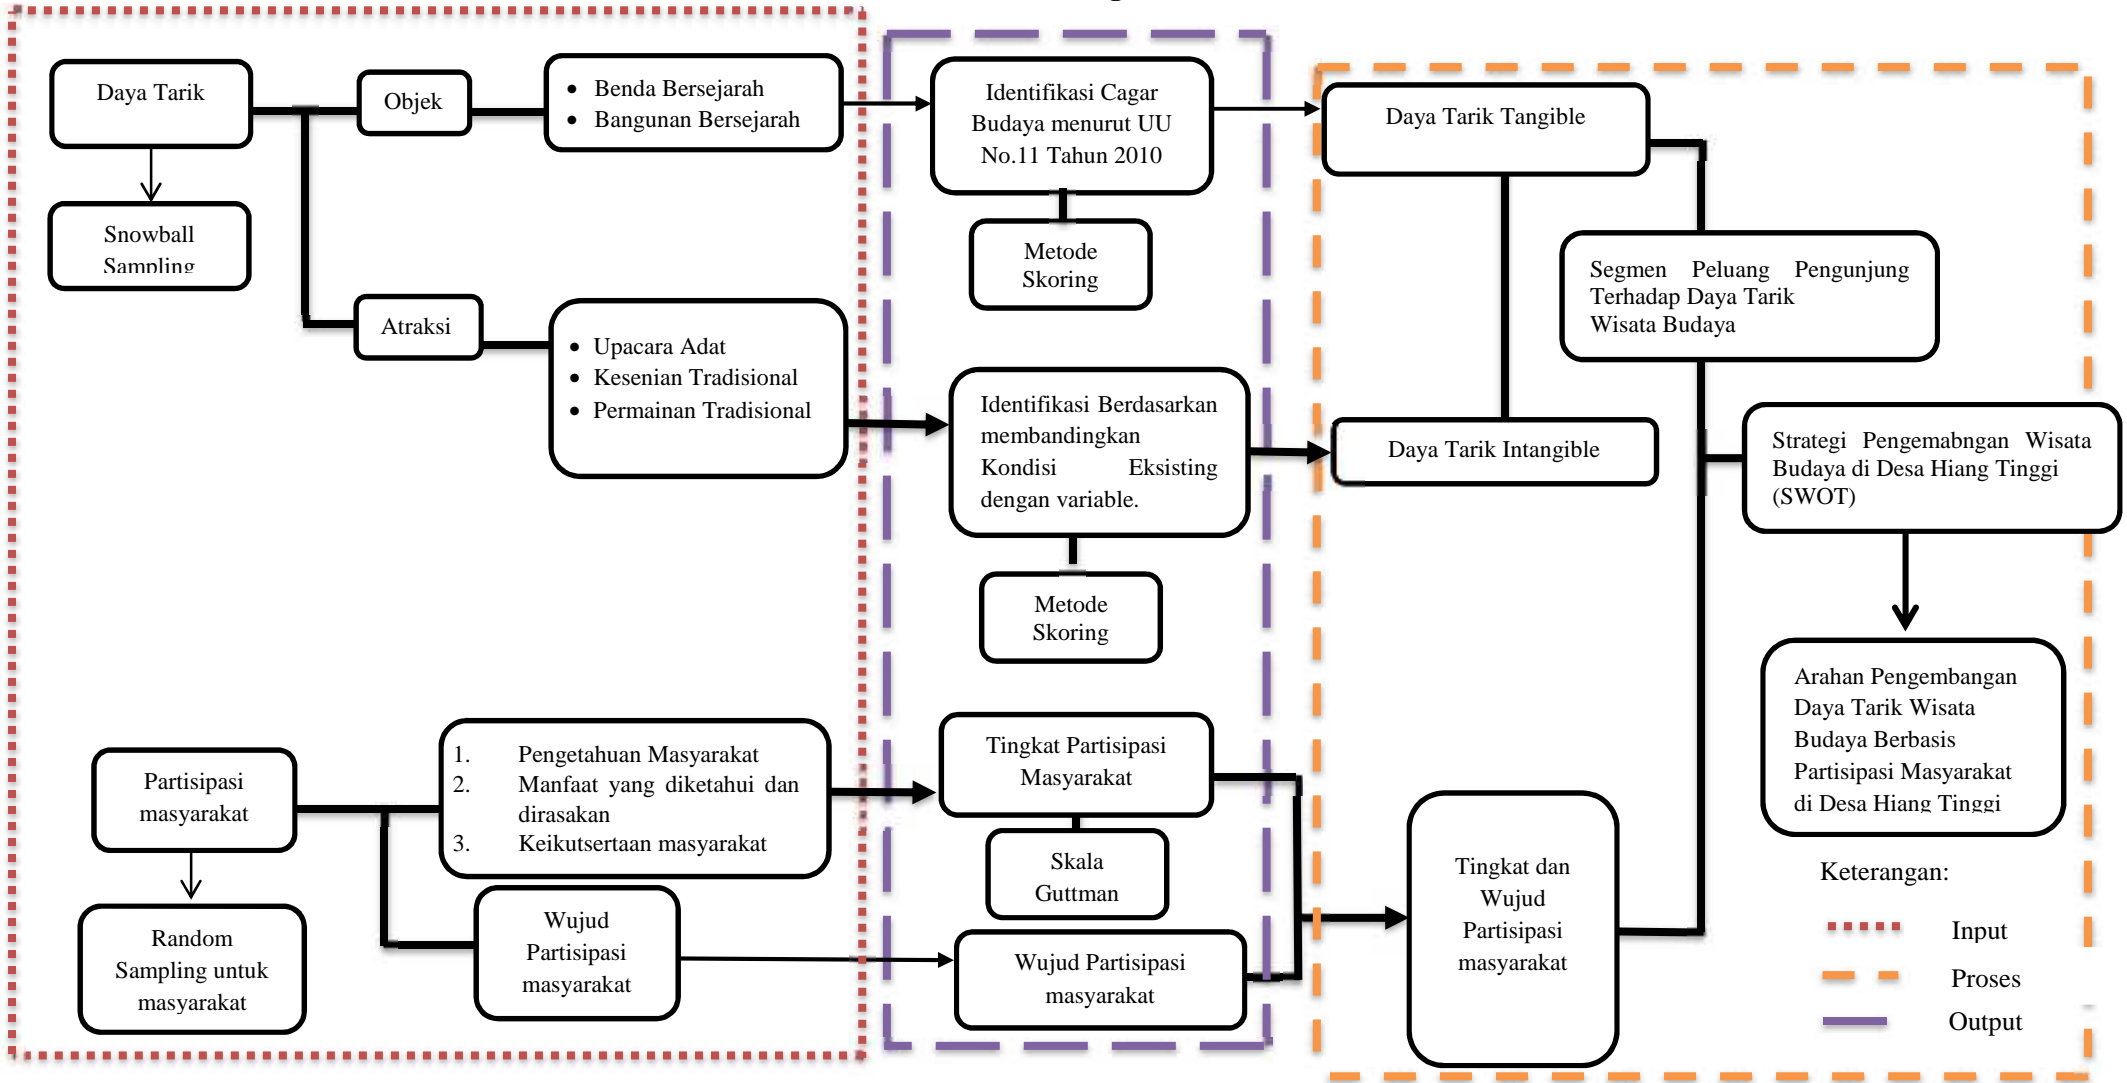 Daya Tarik
Snowball
Sampling
Objek
• Benda Bersejarah
• Bangunan Bersejarah
Atraksi
• Upacara Adat
• Kesenian Tradisional
• Permainan Tradisional
Partisipasi
masyarakat
Random
Sampling untuk
masyarakat
1. Pengetahuan Masyarakat
2. Manfaat yang diketahui dan
dirasakan
3. Keikutsertaan masyarakat
Wujud
Partisipasi
masyarakat
Identifikasi Cagar
Budaya menurut UU
No.11 Tahun 2010
Metode
Skoring
Identifikasi Berdasarkan
membandingkan
Kondisi Eksisting
dengan variable.
Metode
Skoring
Tingkat Partisipasi
Masyarakat
Skala
Guttman
Wujud Partisipasi
masyarakat
Daya Tarik Tangible
Daya Tarik Intangible
Segmen Peluang Pengunjung
Terhadap Daya Tarik
Wisata Budaya
Tingkat dan
Wujud
Partisipasi
masyarakat
Strategi Pengemabngan Wisata
Budaya di Desa Hiang Tinggi
(SWOT)
Arahan Pengembangan
Daya Tarik Wisata
Budaya Berbasis
Partisipasi Masyarakat
di Desa Hiang Tinggi
Keterangan:
Input
Proses
Output